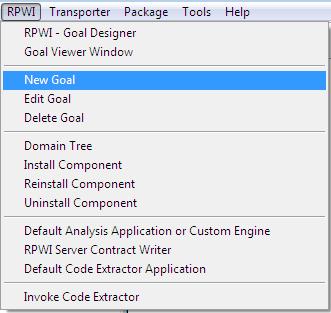 RPWI Transporter Package Tools Help
RPWI - Goal Designer
Goal Viewer Window
New Goal
Edit Goal
Delete Goal
Domain Tree
Install Component
Reinstall Component
Uninstall Component
Default Analysis Application or Custom Engine
RPWI Server Contract Writer
Default Code Extractor Application
Invoke Code Extractor